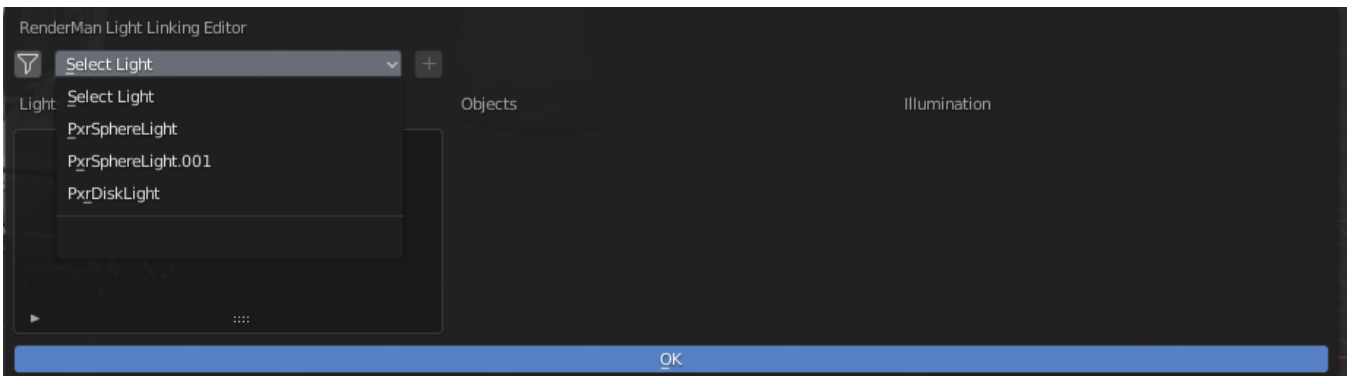 RenderMan Light Linking Editor
Select Light
Select Light
Light
Objects
Illumination
PxrSphereLight
PxrSphereLight.001
PxrDiskLight
OK